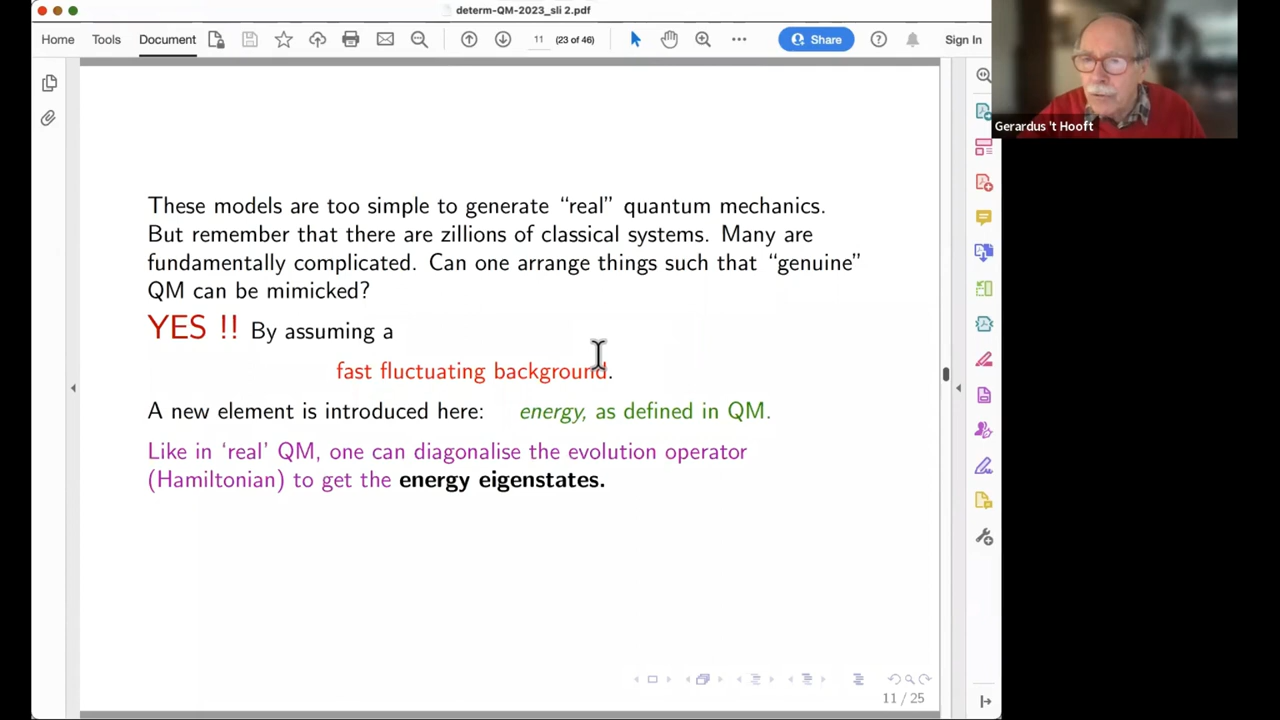 determ-QM-2023_sli 2.pdf
Home Tools Document 11 (23 of 46) Share Sign In
Gerardus 't Hooft
These models are too simple to generate “real” quantum mechanics.
But remember that there are zillions of classical systems. Many are
fundamentally complicated. Can one arrange things such that “genuine”
QM can be mimicked?
YES !! By assuming a
fast fluctuating background.
A new element is introduced here: energy, as defined in QM.
Like in ‘real’ QM, one can diagonalise the evolution operator
(Hamiltonian) to get the energy eigenstates.
11 / 25